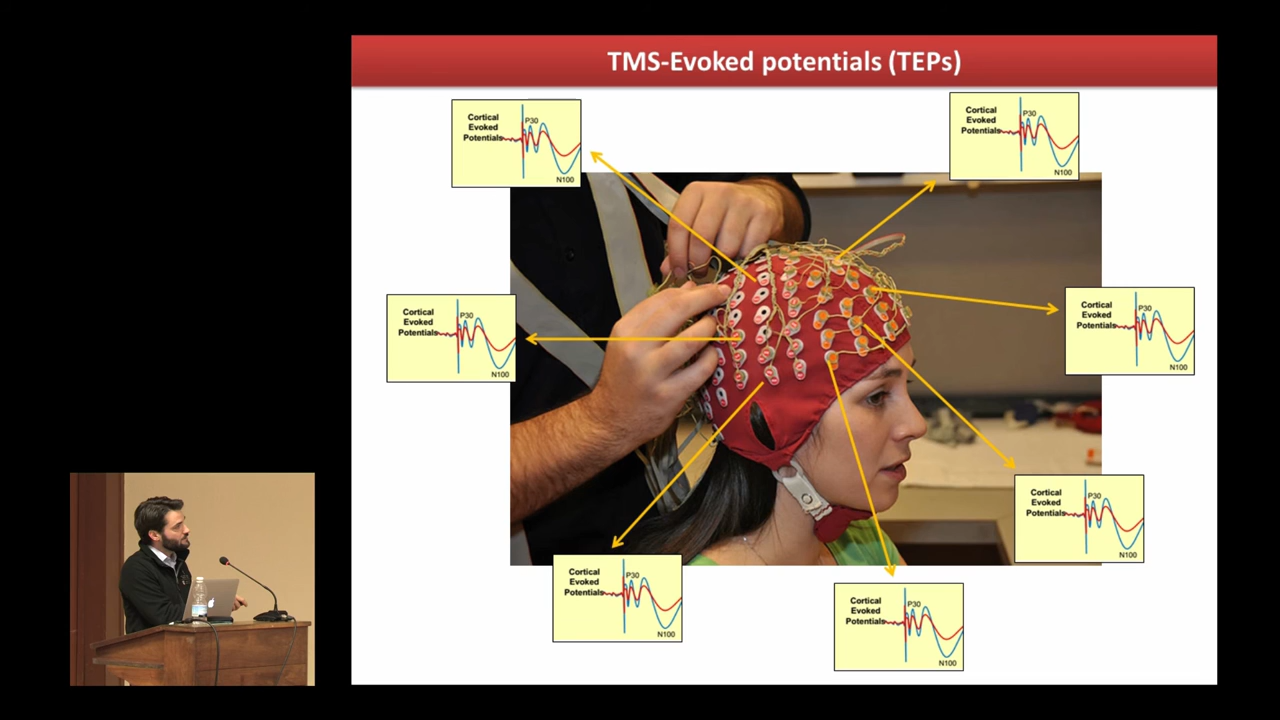 TMS-Evoked potentials (TEPs)
Cortical
Evoked
Potentials
P30
N100
Cortical
Evoked
Potentials
P30
N100
Cortical
Evoked
Potentials
P30
N100
Cortical
Evoked
Potentials
P30
N100
Cortical
Evoked
Potentials
P30
N100
Cortical
Evoked
Potentials
P30
N100
Cortical
Evoked
Potentials
P30
N100